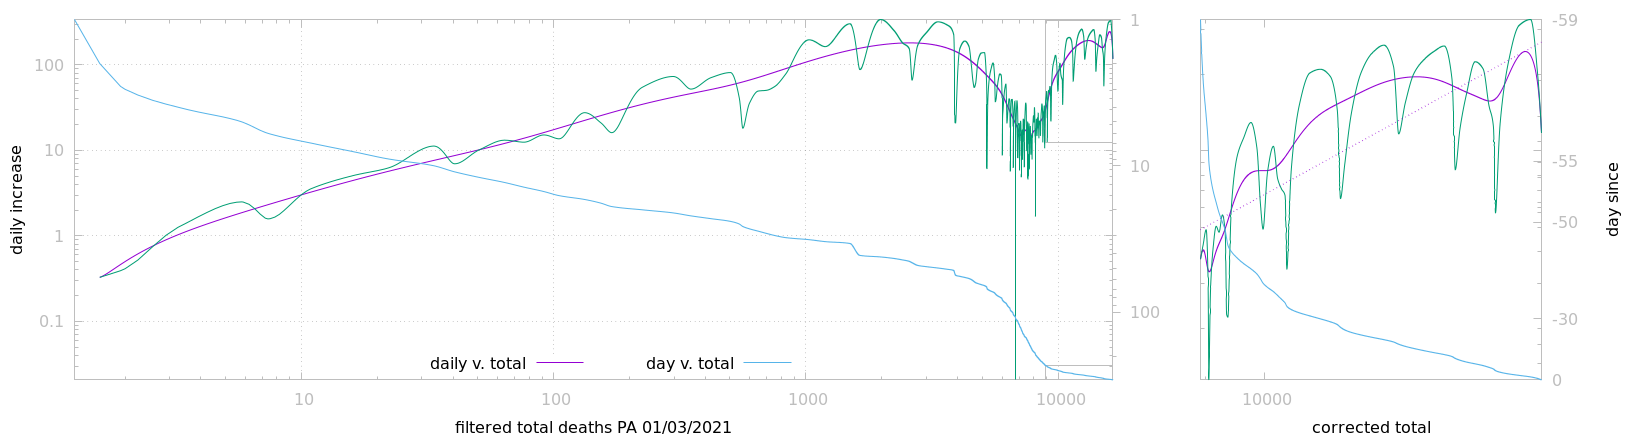 daily increase
100
10
1
0.1
daily v. total
day v. total
10
100
1000
10000
filtered total deaths PA 01/03/2021
1
10
100
10000
corrected total
-59
-55
-50
-30
0
day since